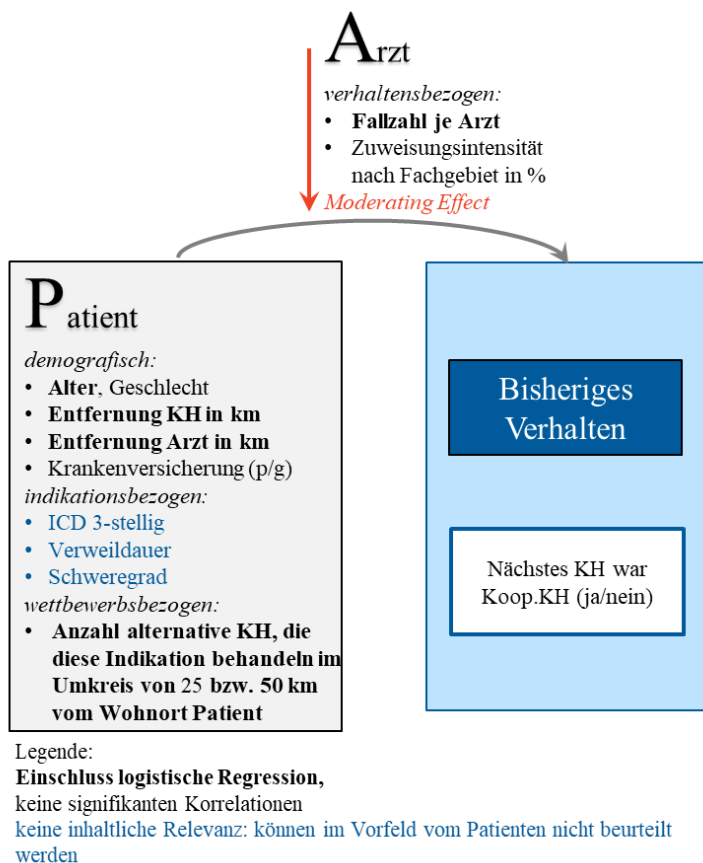 Arzt
verhaltensbezogen:
• Fallzahl je Arzt
• Zuweisungsintensität
nach Fachgebiet in %
Moderating Effect
Patient
demografisch:
• Alter, Geschlecht
• Entfernung KH in km
• Entfernung Arzt in km
• Krankenversicherung (p/g)
indikationsbezogen:
• ICD 3-stellig
• Verweildauer
• Schweregrad
wettbewerbsbezogen:
• Anzahl alternative KH, die
diese Indikation behandeln im
Umkreis von 25 bzw. 50 km
vom Wohnort Patient
Bisheriges
Verhalten
Nächstes KH war
Koop.KH (ja/nein)
Legende:
Einschluss logistische Regression,
keine signifikanten Korrelationen
keine inhaltliche Relevanz: können im Vorfeld vom Patienten nicht beurteilt
werden